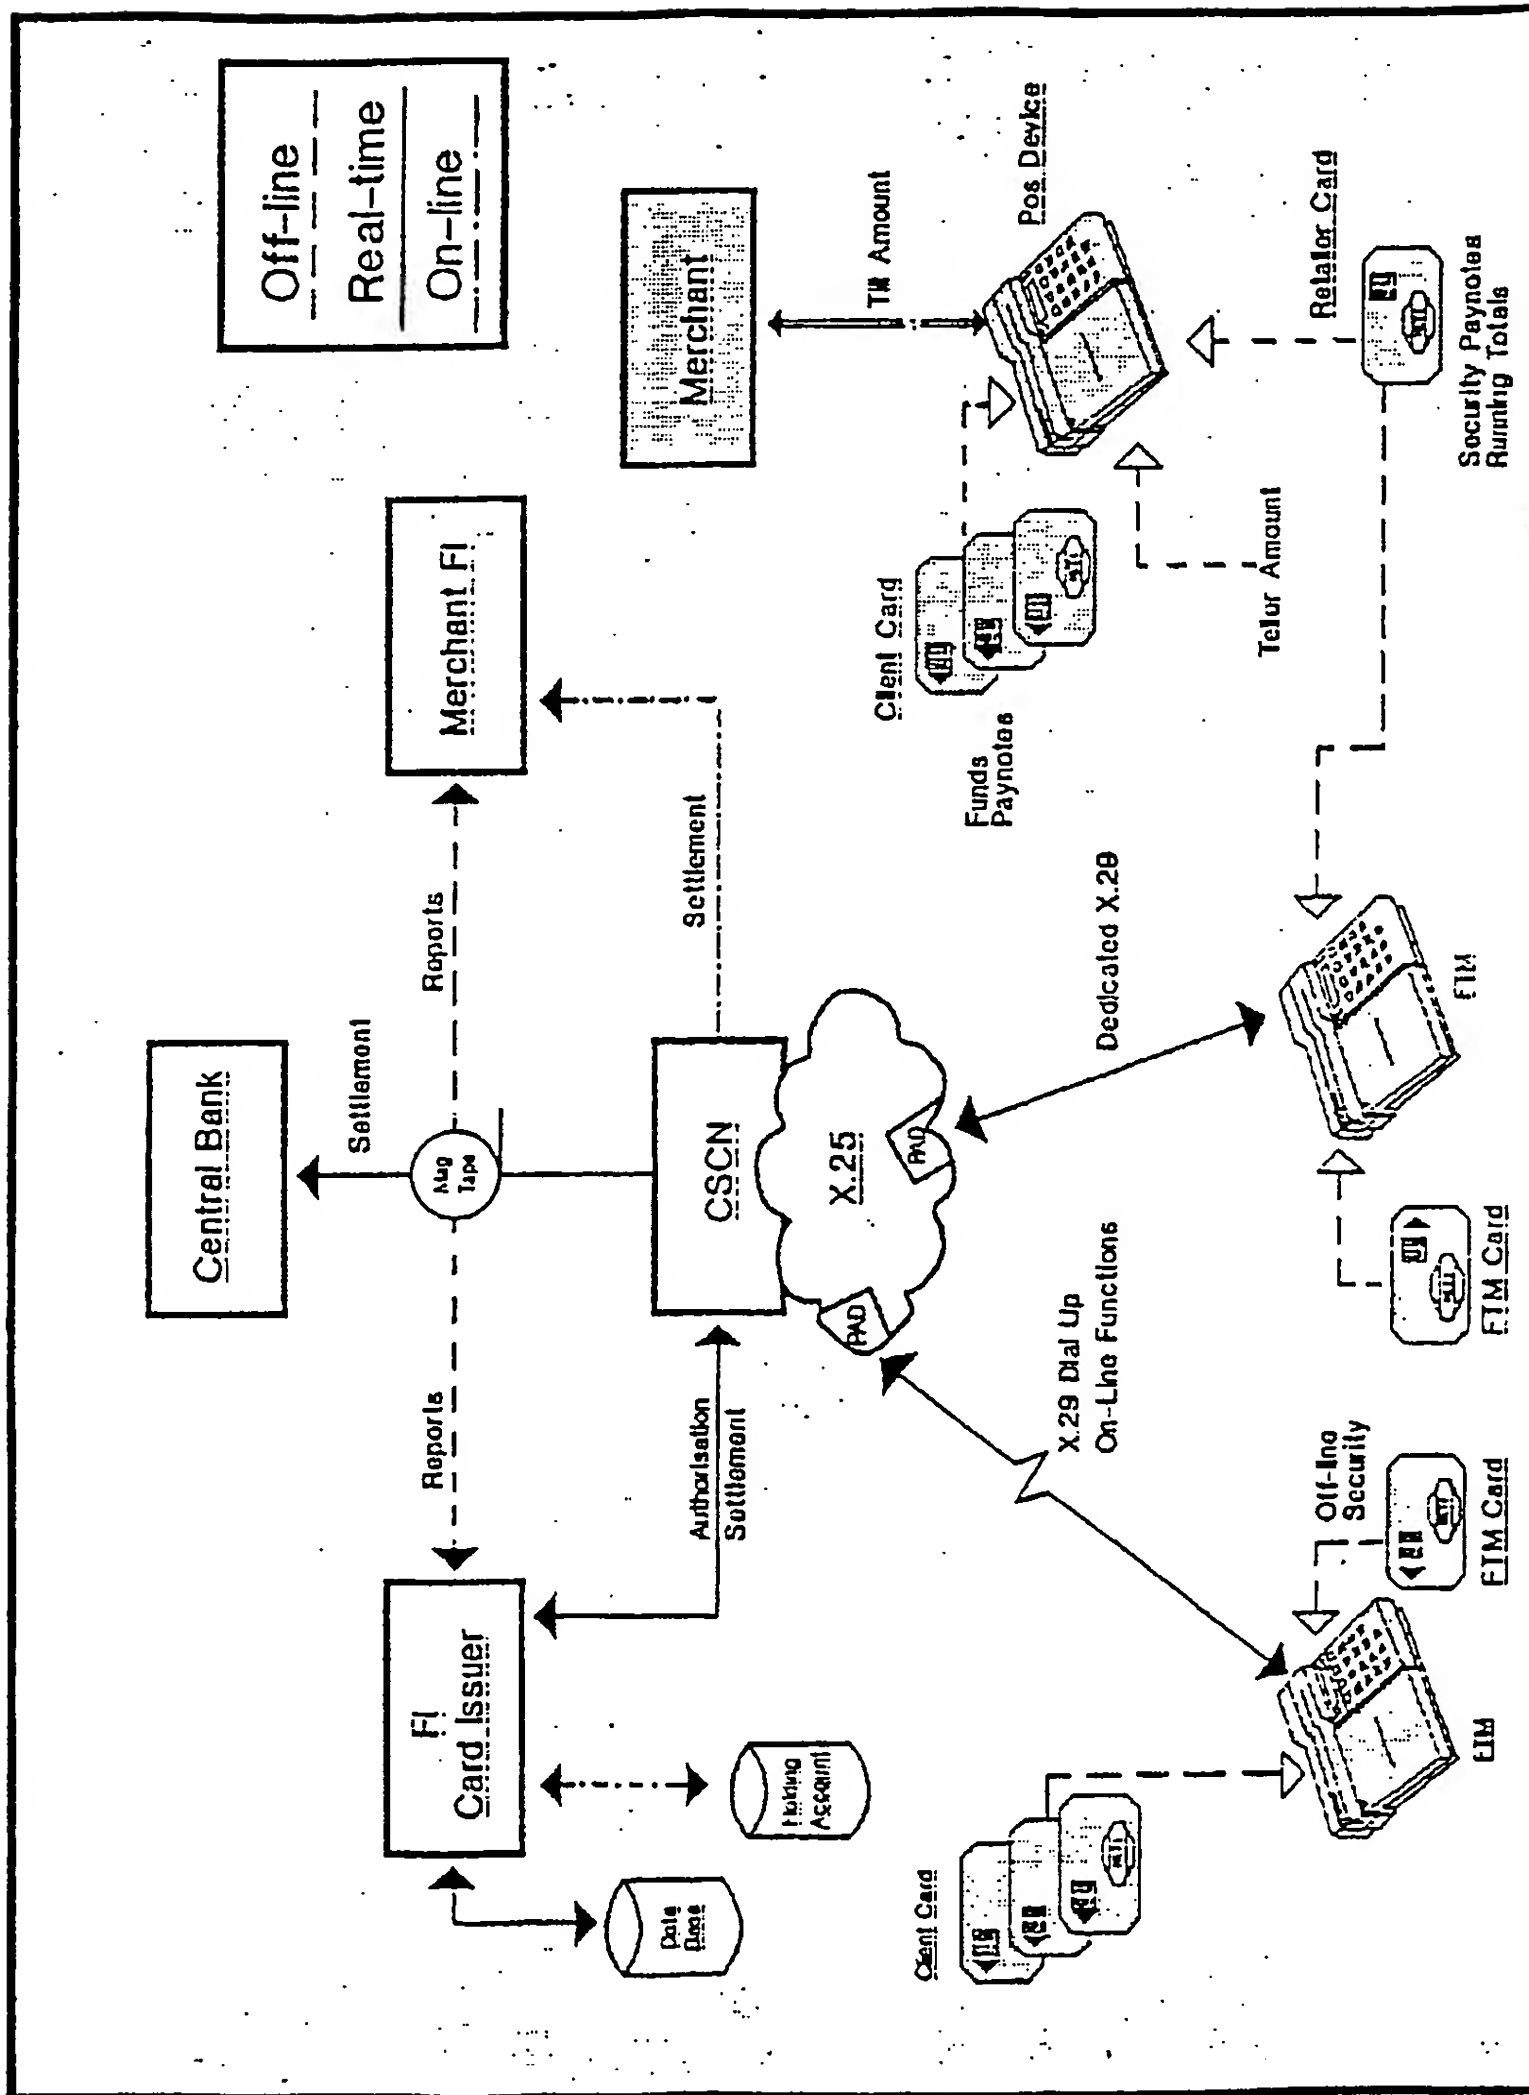 Off-line
Real-time
On-line
Central Bank
Settlement
Mag
Tape
Reports
Reports
FI
Card Issuer
Merchant FI
Merchant
Authorisation
Settlement
Settlement
CSCN
X.25
PAD
PAD
Data
Base
Holding
Account
TM Amount
Pos Device
Client Card
Funds
Paynotes
Dedicated X.29
X.29 Dial Up
On-Line Functions
Client Card
Tellur Amount
Retailor Card
Security Paynotes
Running Totals
Off-line
Security
FTM
FTM
FTM Card
FTM Card